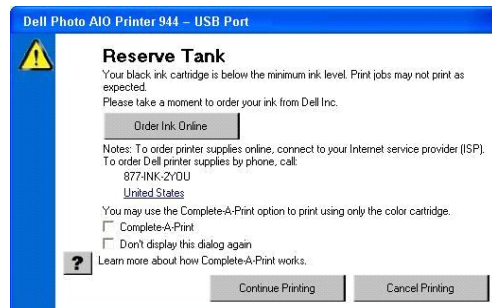 Dell Photo AIO Printer 944 – USB Port
Reserve Tank
Your black ink cartridge is below the minimum ink level. Print jobs may not print as
expected.
Please take a moment to order your ink from Dell Inc.
Order Ink Online
Notes: To order printer supplies online, connect to your Internet service provider (ISP).
To order Dell printer supplies by phone, call:
877-INK-2YOU
United States
You may use the Complete-A-Print option to print using only the color cartridge.
Complete-A-Print
Don't display this dialog again
? Learn more about how Complete-A-Print works.
Continue Printing
Cancel Printing